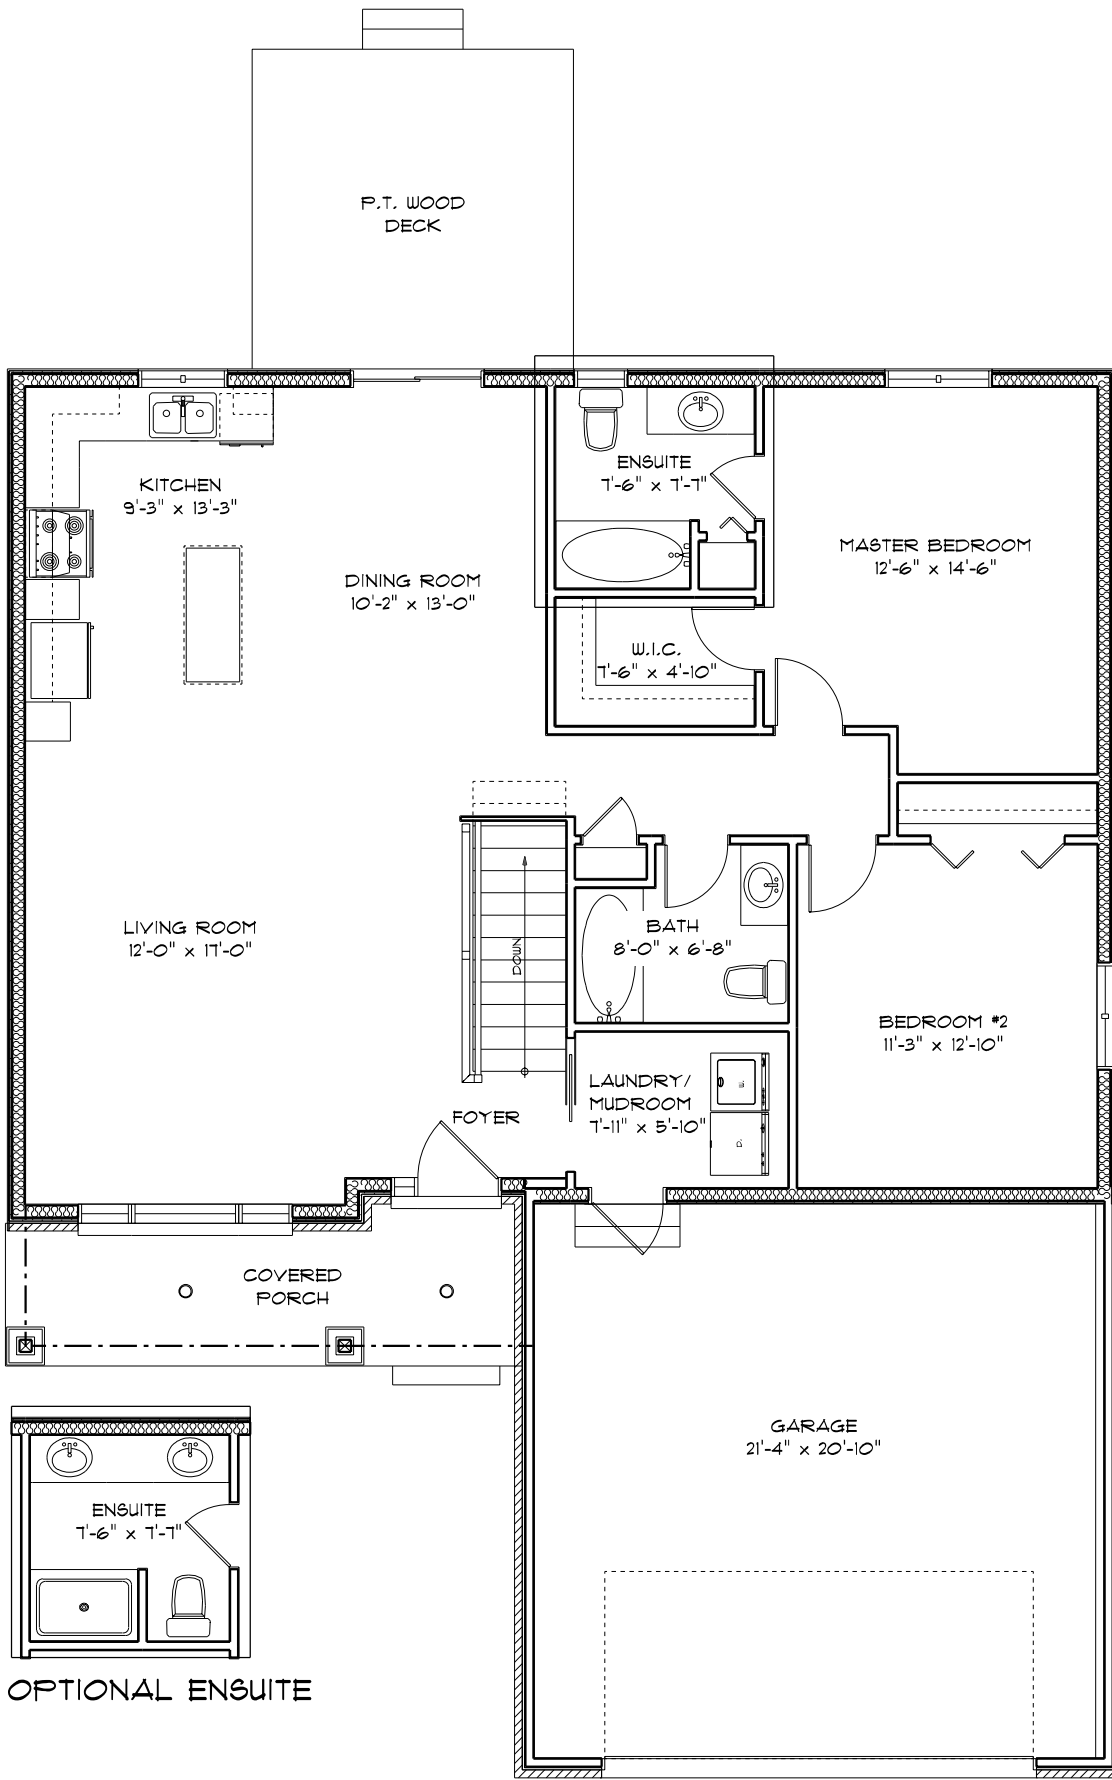 P.T. WOOD
DECK
KITCHEN
9'-3" x 13'-3"
ENSUITE
7'-6" x 7'-7"
MASTER BEDROOM
12'-6" x 14'-6"
DINING ROOM
10'-2" x 13'-0"
W.I.C.
7'-6" x 4'-10"
LIVING ROOM
12'-0" x 17'-0"
DOWN
BATH
8'-0" x 6'-8"
BEDROOM #2
11'-3" x 12'-10"
LAUNDRY/
MUDROOM
7'-11" x 5'-10"
W.
D.
FOYER
COVERED
PORCH
GARAGE
21'-4" x 20'-10"
ENSUITE
7'-6" x 7'-7"
OPTIONAL ENSUITE